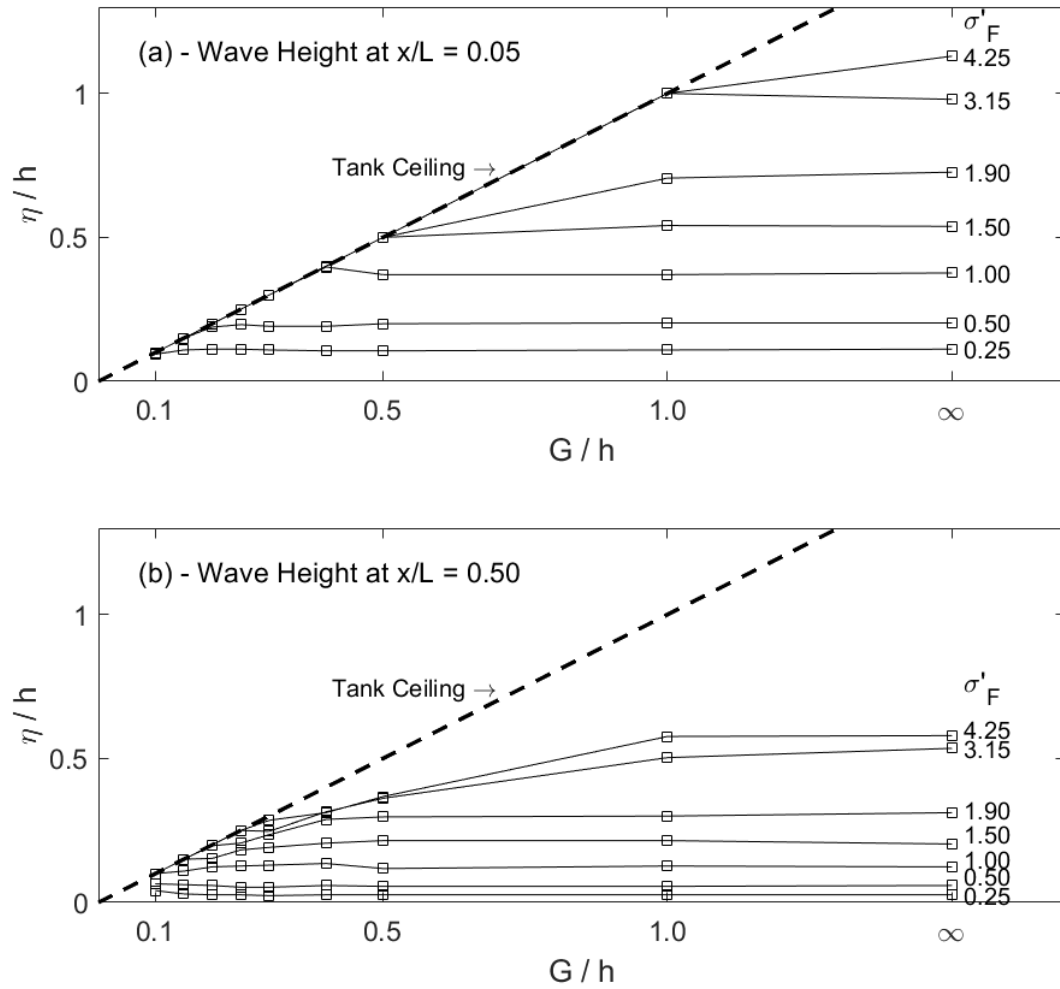 (a) - Wave Height at x/L = 0.05
σ'F
4.25
3.15
1.90
1.50
1.00
0.50
0.25
Tank Ceiling →
η / h
1
0.5
0
0.1 0.5 1.0 ∞
G / h
(b) - Wave Height at x/L = 0.50
σ'F
4.25
3.15
1.90
1.50
1.00
0.50
0.25
Tank Ceiling →
η / h
1
0.5
0
0.1 0.5 1.0 ∞
G / h